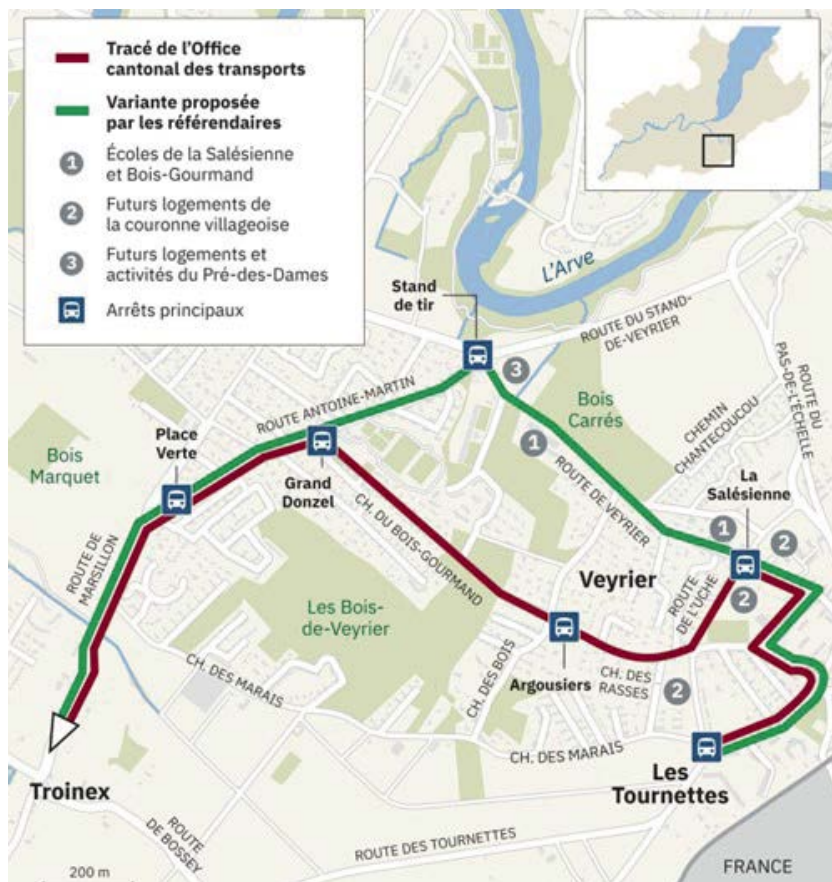 Tracé de l'Office
cantonal des transports
Variante proposée
par les référendaires
1
Écoles de la Salésienne
et Bois-Gourmand
2
Futurs logements de
la couronne villageoise
3
Futurs logements et
activités du Pré-des-Dames
Arrêts principaux
L'Arve
Stand
de tir
ROUTE DU STAND-
DE-VEYRIER
3
ROUTE ANTOINE-MARTIN
Bois
Carrés
ROUTE DU
PAS-DE-L'ÉCHELLE
CHEMIN
CHANTECOUCOU
Bois
Marquet
Place
Verte
1
Grand
Donzel
ROUTE DE VEYRIER
La
Salésienne
ROUTE DE
MARSILLON
CH. DU BOIS-GOURMAND
1
2
Veyrier
ROUTE
DE L'UCHE
2
Les Bois-
de-Veyrier
CH. DES MARAIS
CH. DES BOIS
Argousiers
CH. DES
RASSES
2
CH. DES MARAIS
Les
Tournettes
Troinex
ROUTE
DE BOSSEY
ROUTE DES TOURNETTES
200 m
FRANCE